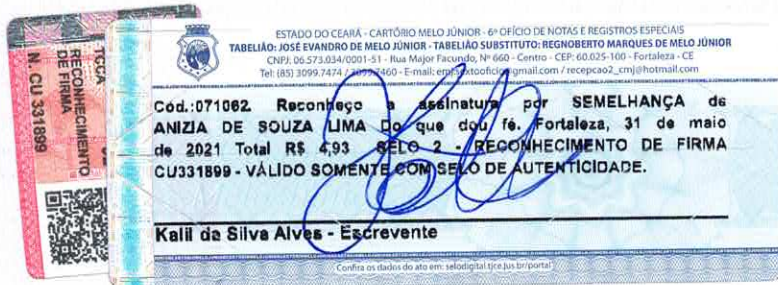 ESTADO DO CEARÁ - CARTÓRIO MELO JÚNIOR - 6º OFÍCIO DE NOTAS E REGISTROS ESPECIAIS
TABELIÃO: JOSÉ EVANDRO DE MELO JÚNIOR - TABELIÃO SUBSTITUTO: REGNOBERTO MARQUES DE MELO JÚNIOR
CNPJ: 06.573.034/0001-51 - Rua Major Facundo, Nº 660 - Centro - CEP: 60.025-100 - Fortaleza - CE
Tel: (85) 3099.7474 / 3099.7460 - E-mail: / recepcao2_cmj@hotmail.com
Cód.:071062. Reconheço a assinatura por SEMELHANÇA de
ANIZIA DE SOUZA LIMA Do que dou fé. Fortaleza, 31 de maio
de 2021 Total R$ 4,93 SELO 2 - RECONHECIMENTO DE FIRMA
CU331899 - VÁLIDO SOMENTE COM SELO DE AUTENTICIDADE.
Kalil da Silva Alves - Escrevente
Confira os dados do ato em: selodigital.tjce.jus.br/portal
TCCA
RECONHECIMENTO
DE FIRMA
N. CU 331899